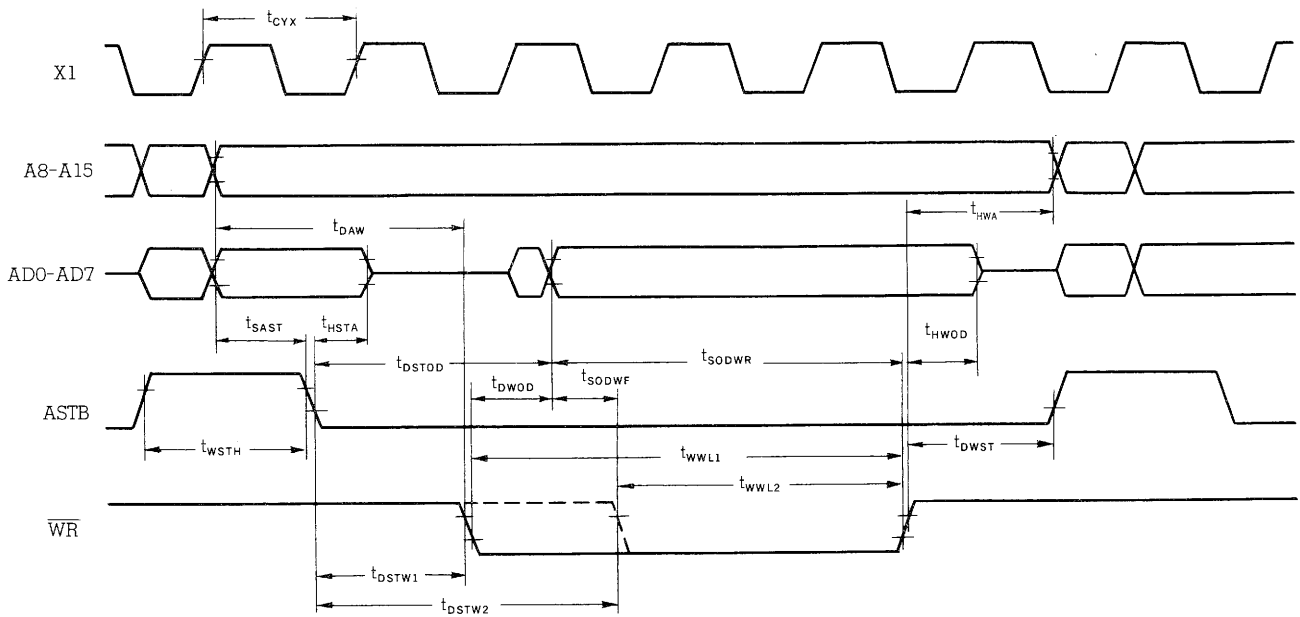 tCYX
X1
A8-A15
tHWA
tDAW
AD0-AD7
tSAST
tHSTA
tHWOD
tDSTOD
tSODWR
tDWOD
tSODWF
ASTB
tWSTH
tDWST
tWWL1
tWWL2
WR
tDSTW1
tDSTW2